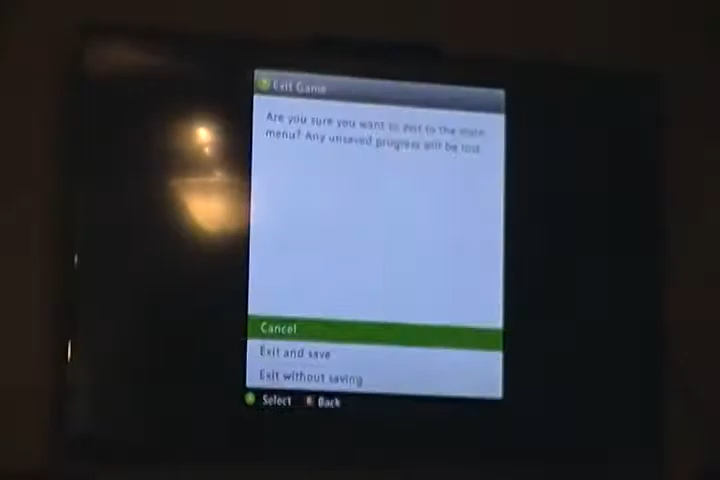 Exit Game
Are you sure you want to exit to the main
menu? Any unsaved progress will be lost.
Cancel
Exit and save
Exit without saving
Select Back